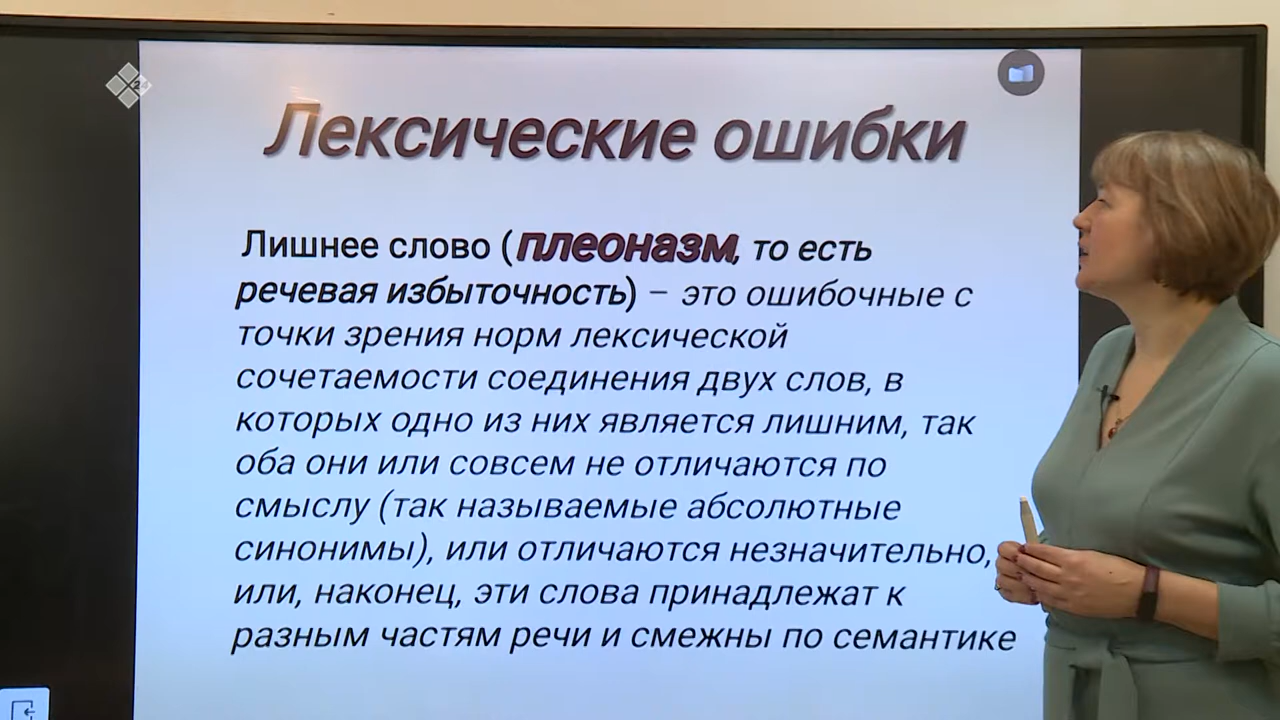 Лексические ошибки
Лишнее слово (плеоназм, то есть
речевая избыточность) – это ошибочные с
точки зрения норм лексической
сочетаемости соединения двух слов, в
которых одно из них является лишним, так
оба они или совсем не отличаются по
смыслу (так называемые абсолютные
синонимы), или отличаются незначительно,
или, наконец, эти слова принадлежат к
разным частям речи и смежны по семантике